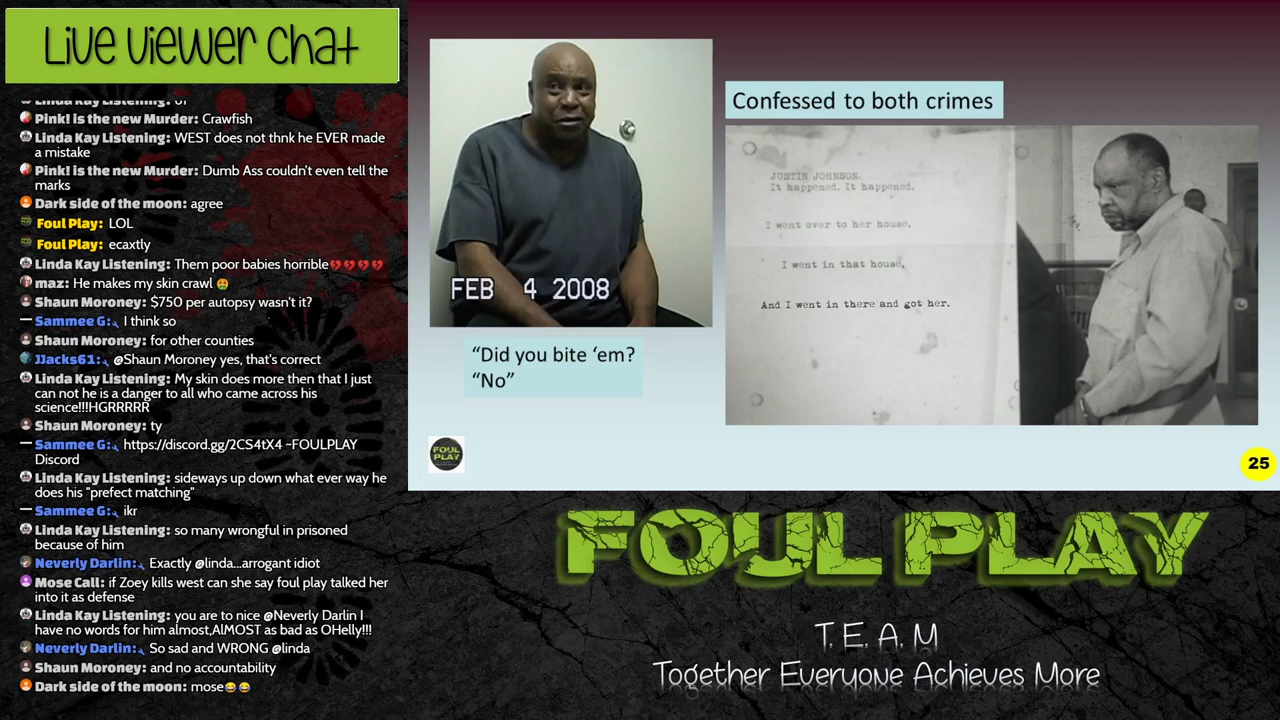 Live viewer chat
Linda Kay Listening: of
Pink! is the new Murder: Crawfish
Linda Kay Listening: WEST does not thnk he EVER made
a mistake
Pink! is the new Murder: Dumb Ass couldn't even tell the
marks
Dark side of the moon: agree
Foul Play: LOL
Foul Play: ecaxtly
Linda Kay Listening: Them poor babies horrible💔💔💔💔
maz: He makes my skin crawl 🤮
Shaun Moroney: $750 per autopsy wasn't it?
Sammee G: I think so
Shaun Moroney: for other counties
JJacks61: @Shaun Moroney yes, that's correct
Linda Kay Listening: My skin does more then that I just
can not he is a danger to all who came across his
science!!!HGRRRRR
Shaun Moroney: ty
Sammee G: https://discord.gg/2CS4tX4 ~FOULPLAY
Discord
Linda Kay Listening: sideways up down what ever way he
does his "prefect matching"
Sammee G: ikr
Linda Kay Listening: so many wrongful in prisoned
because of him
Neverly Darlin: Exactly @linda...arrogant idiot
Mose Call: if Zoey kills west can she say foul play talked her
into it as defense
Linda Kay Listening: you are to nice @Neverly Darlin I
have no words for him almost,AlMOST as bad as OHelly!!!
Neverly Darlin: So sad and WRONG @linda
Shaun Moroney: and no accountability
Dark side of the moon: mose😂😂
FEB 4 2008
"Did you bite 'em?
"No"
Confessed to both crimes
JUSTIN JOHNSON.
It happened. It happened.
I went over to her house,
I went in that house,
And I went in there and got her.
FOUL
PLAY
25
FOUL PLAY
T. E. A. M
Together Everyone Achieves More